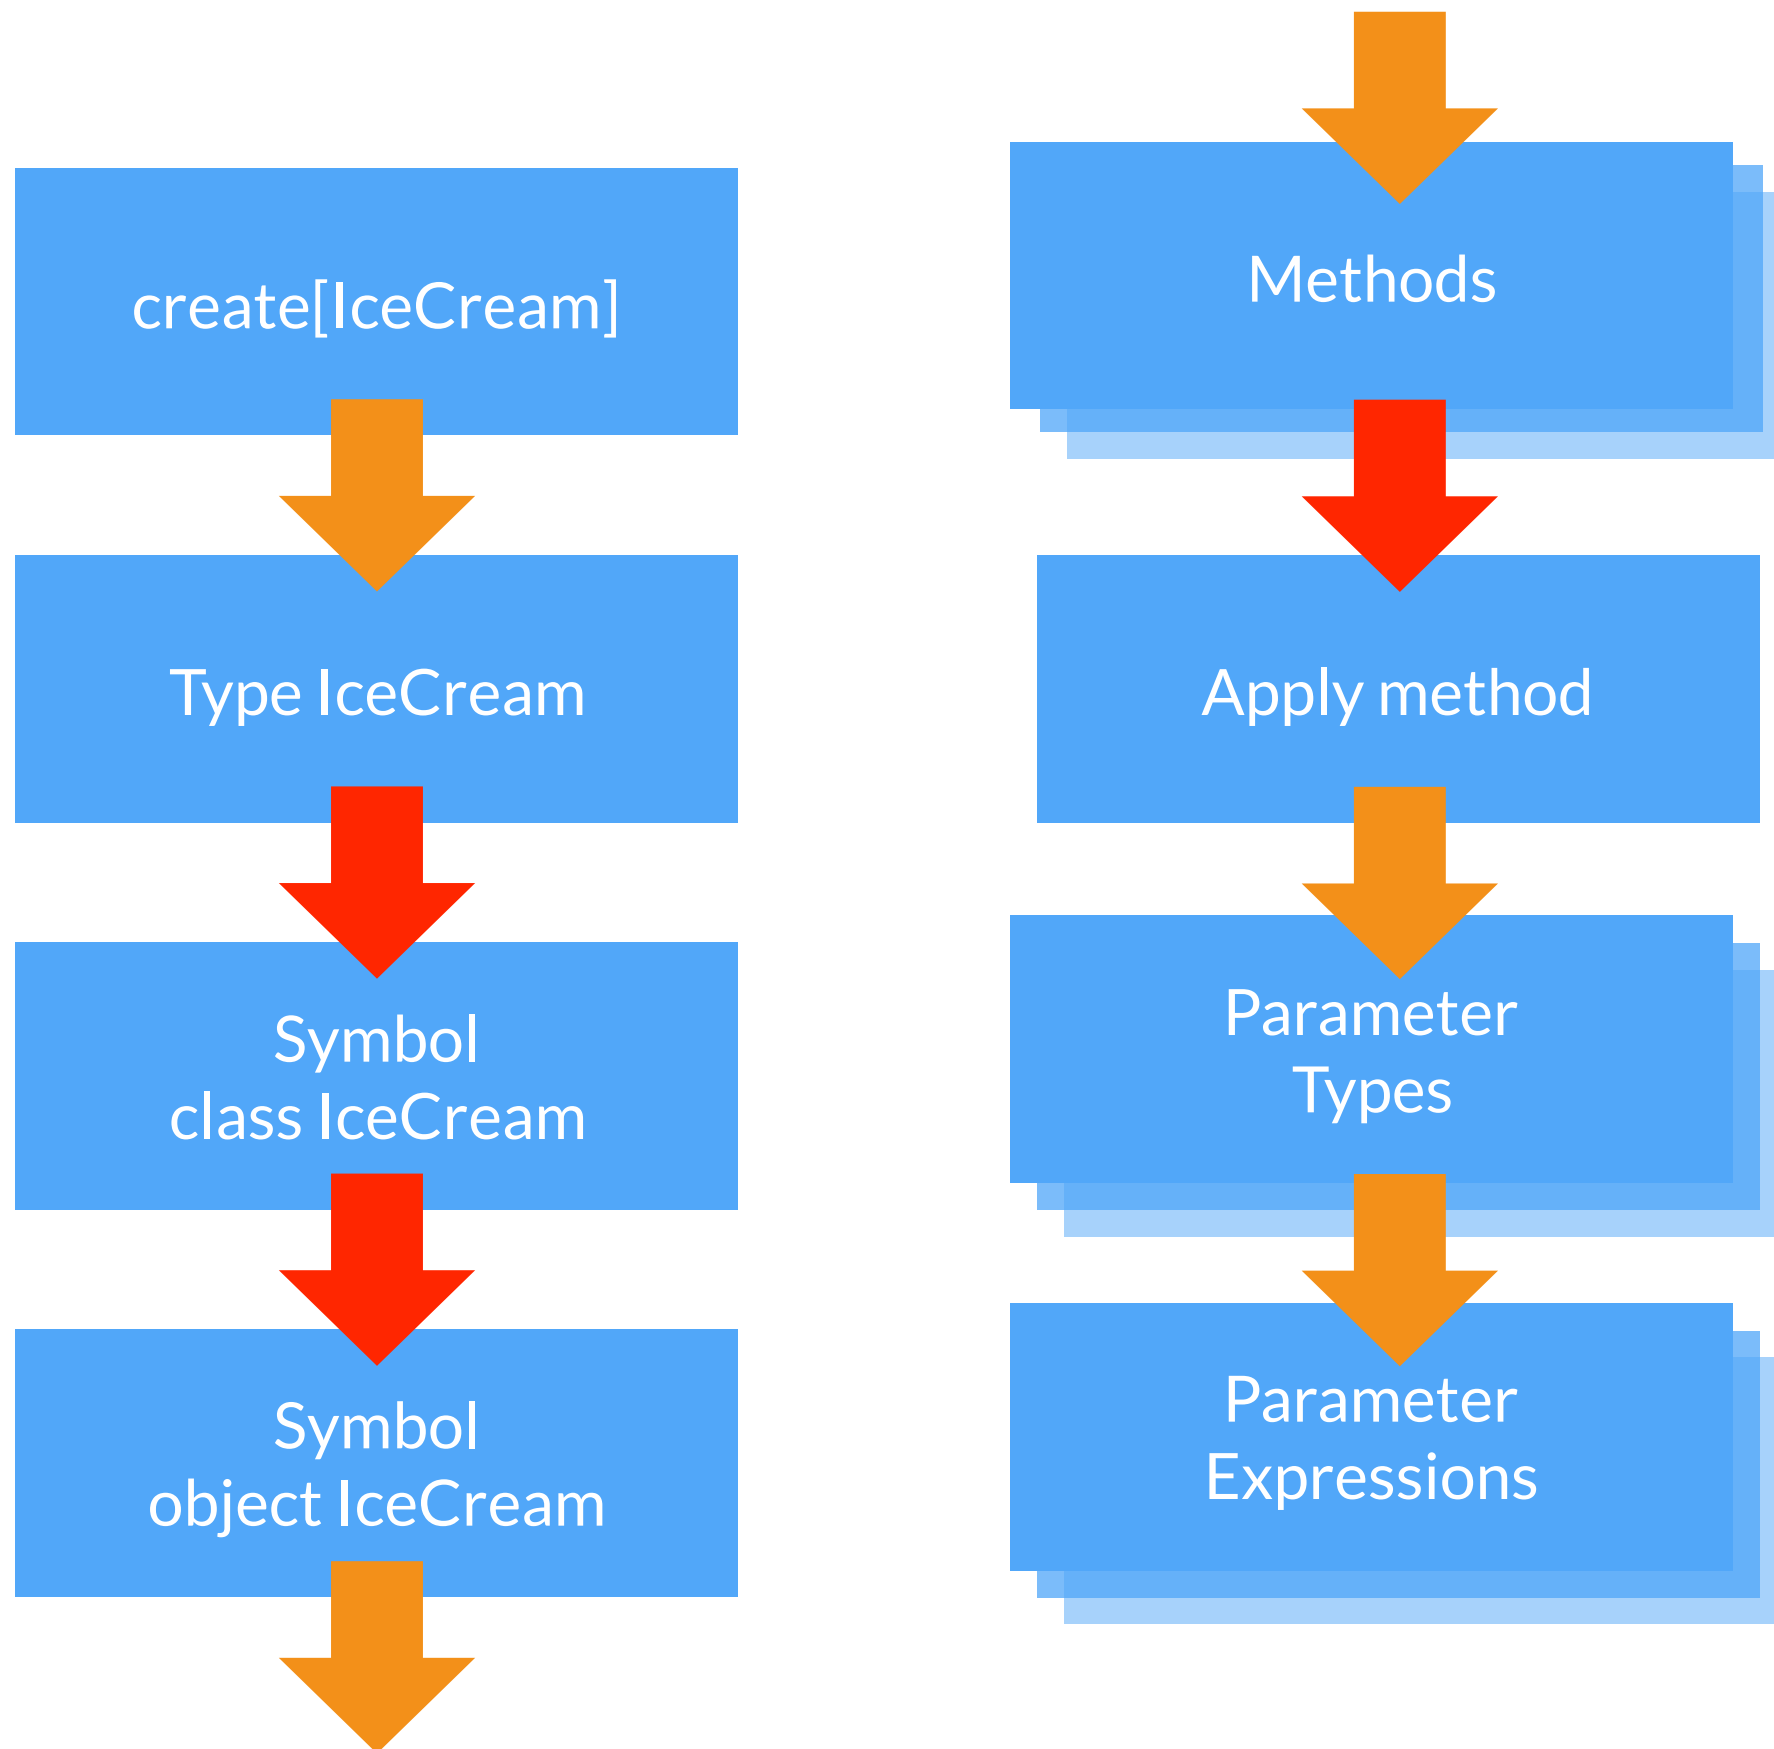 create[IceCream]
Type IceCream
Symbol
class IceCream
Symbol
object IceCream
Methods
Apply method
Parameter
Types
Parameter
Expressions